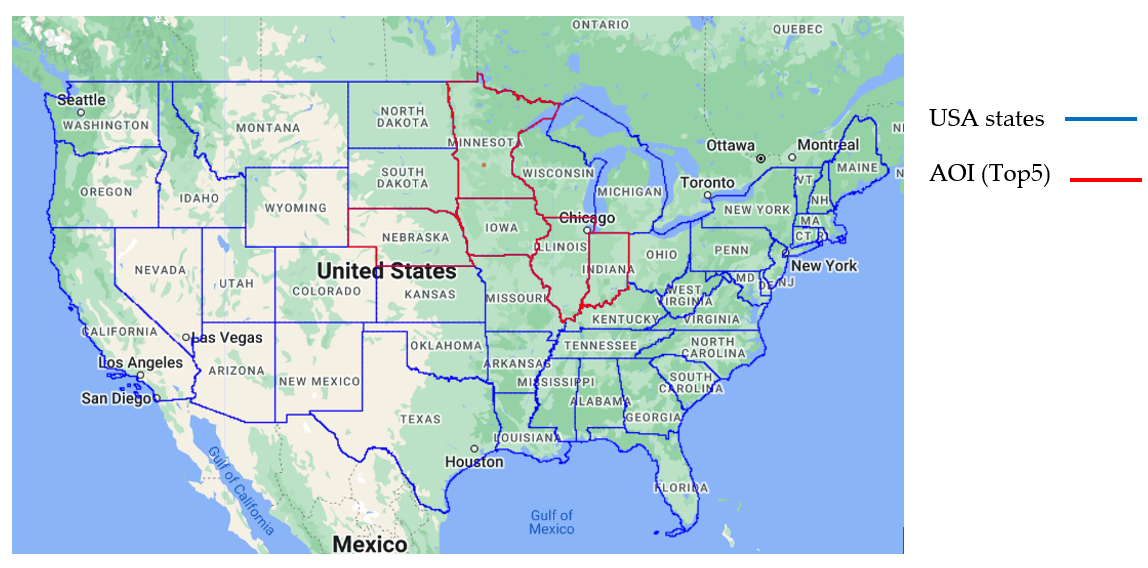 ONTARIO
QUEBEC
Seattle
WASHINGTON
MONTANA
NORTH
DAKOTA
MINNESOTA
Ottawa
Montreal
MAINE
USA states
AOI (Top5)
OREGON
IDAHO
WYOMING
SOUTH
DAKOTA
WISCONSIN
MICHIGAN
Toronto
VT
NH
NEW YORK
MA
CT
R
NEBRASKA
IOWA
Chicago
ILLINOIS
INDIANA
OHIO
PENN
New York
NEVADA
UTAH
United States
COLORADO
KANSAS
MISSOURI
WEST
VIRGINIA
MD
DE
NJ
KENTUCKY
VIRGINIA
CALIFORNIA
Las Vegas
Los Angeles
San Diego
ARIZONA
NEW MEXICO
OKLAHOMA
ARKANSAS
TENNESSEE
NORTH
CAROLINA
MISSISSIPPI
ALABAMA
SOUTH
CAROLINA
GEORGIA
TEXAS
LOUISIANA
Houston
FLORIDA
Gulf of California
Gulf of
Mexico
Mexico